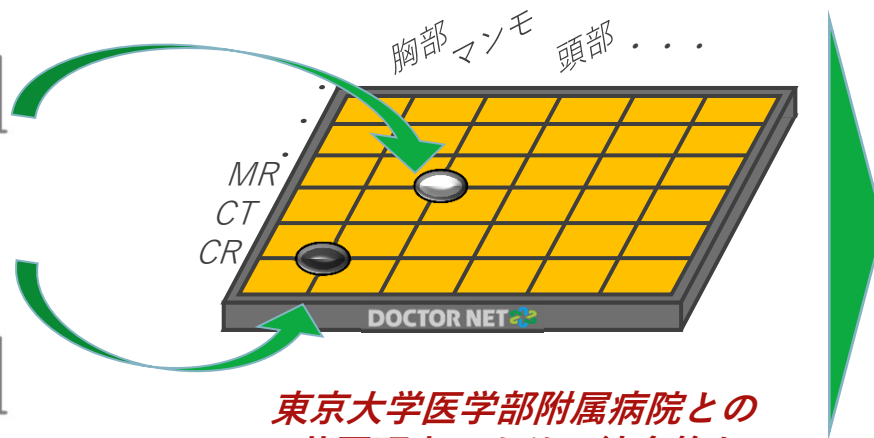 胸部 マンモ 頭部・・・
・
・
・
MR
CT
CR
DOCTOR NET
東京大学医学部附属病院との